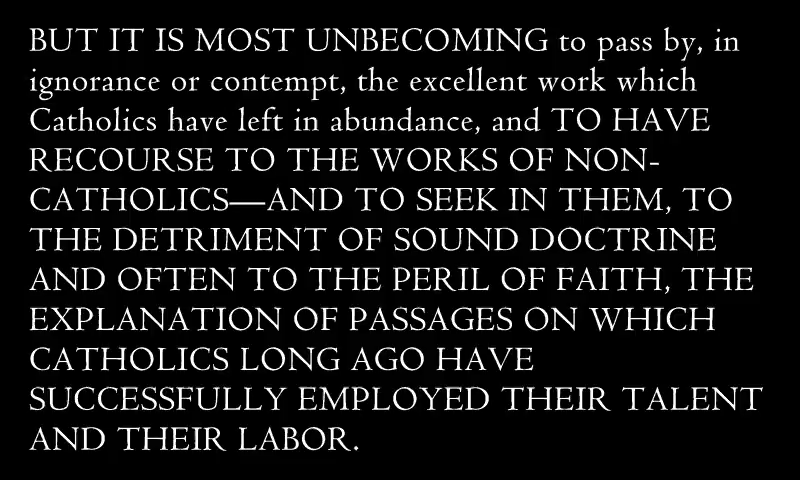 BUT IT IS MOST UNBECOMING to pass by, in
ignorance or contempt, the excellent work which
Catholics have left in abundance, and TO HAVE
RECOURSE TO THE WORKS OF NON-
CATHOLICS—AND TO SEEK IN THEM, TO
THE DETRIMENT OF SOUND DOCTRINE
AND OFTEN TO THE PERIL OF FAITH, THE
EXPLANATION OF PASSAGES ON WHICH
CATHOLICS LONG AGO HAVE
SUCCESSFULLY EMPLOYED THEIR TALENT
AND THEIR LABOR.